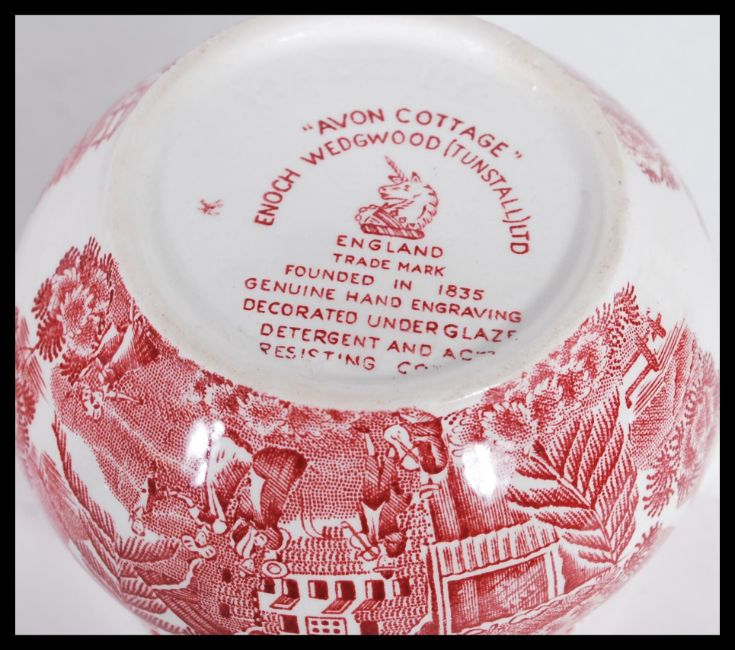 "AVON COTTAGE"
ENOCH WEDGWOOD (TUNSTALL) LTD
ENGLAND
TRADE MARK
FOUNDED IN 1835
GENUINE HAND ENGRAVING
DECORATED UNDERGLAZE
DETERGENT AND
RESISTING